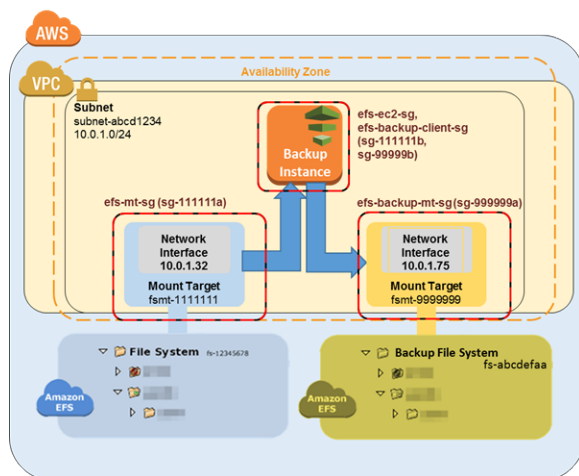 AWS
VPC
Availability Zone
Subnet
subnet-abcd1234
10.0.1.0/24
Backup
Instance
efs-ec2-sg,
efs-backup-client-sg
(sg-111111b,
sg-99999b)
efs-mt-sg (sg-111111a)
efs-backup-mt-sg(sg-999999a)
Network
Interface
10.0.1.32
Mount Target
fsmt-1111111
Network
Interface
10.0.1.75
Mount Target
fsmt-9999999
File System fs-12345678
Amazon
EFS
Backup File System
fs-abcdefaa
Amazon
EFS